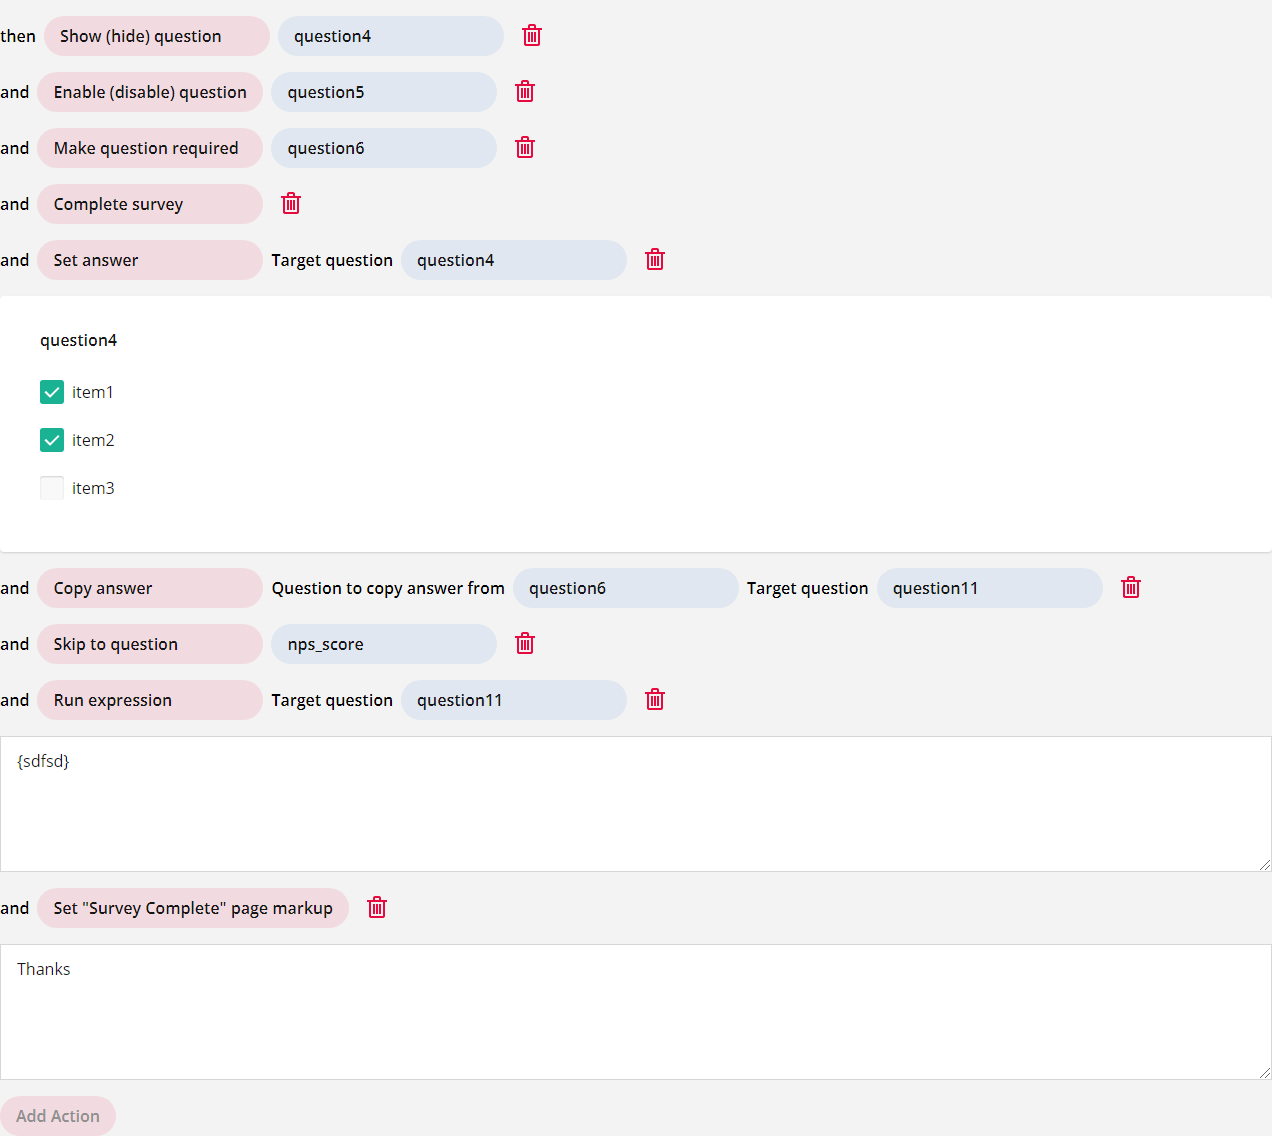 then Show (hide) question question4
and Enable (disable) question question5
and Make question required question6
and Complete survey
and Set answer Target question question4
question4
item1
item2
item3
and Copy answer Question to copy answer from question6 Target question question11
and Skip to question nps_score
and Run expression Target question question11
{sdfsd}
and Set "Survey Complete" page markup
Thanks
Add Action